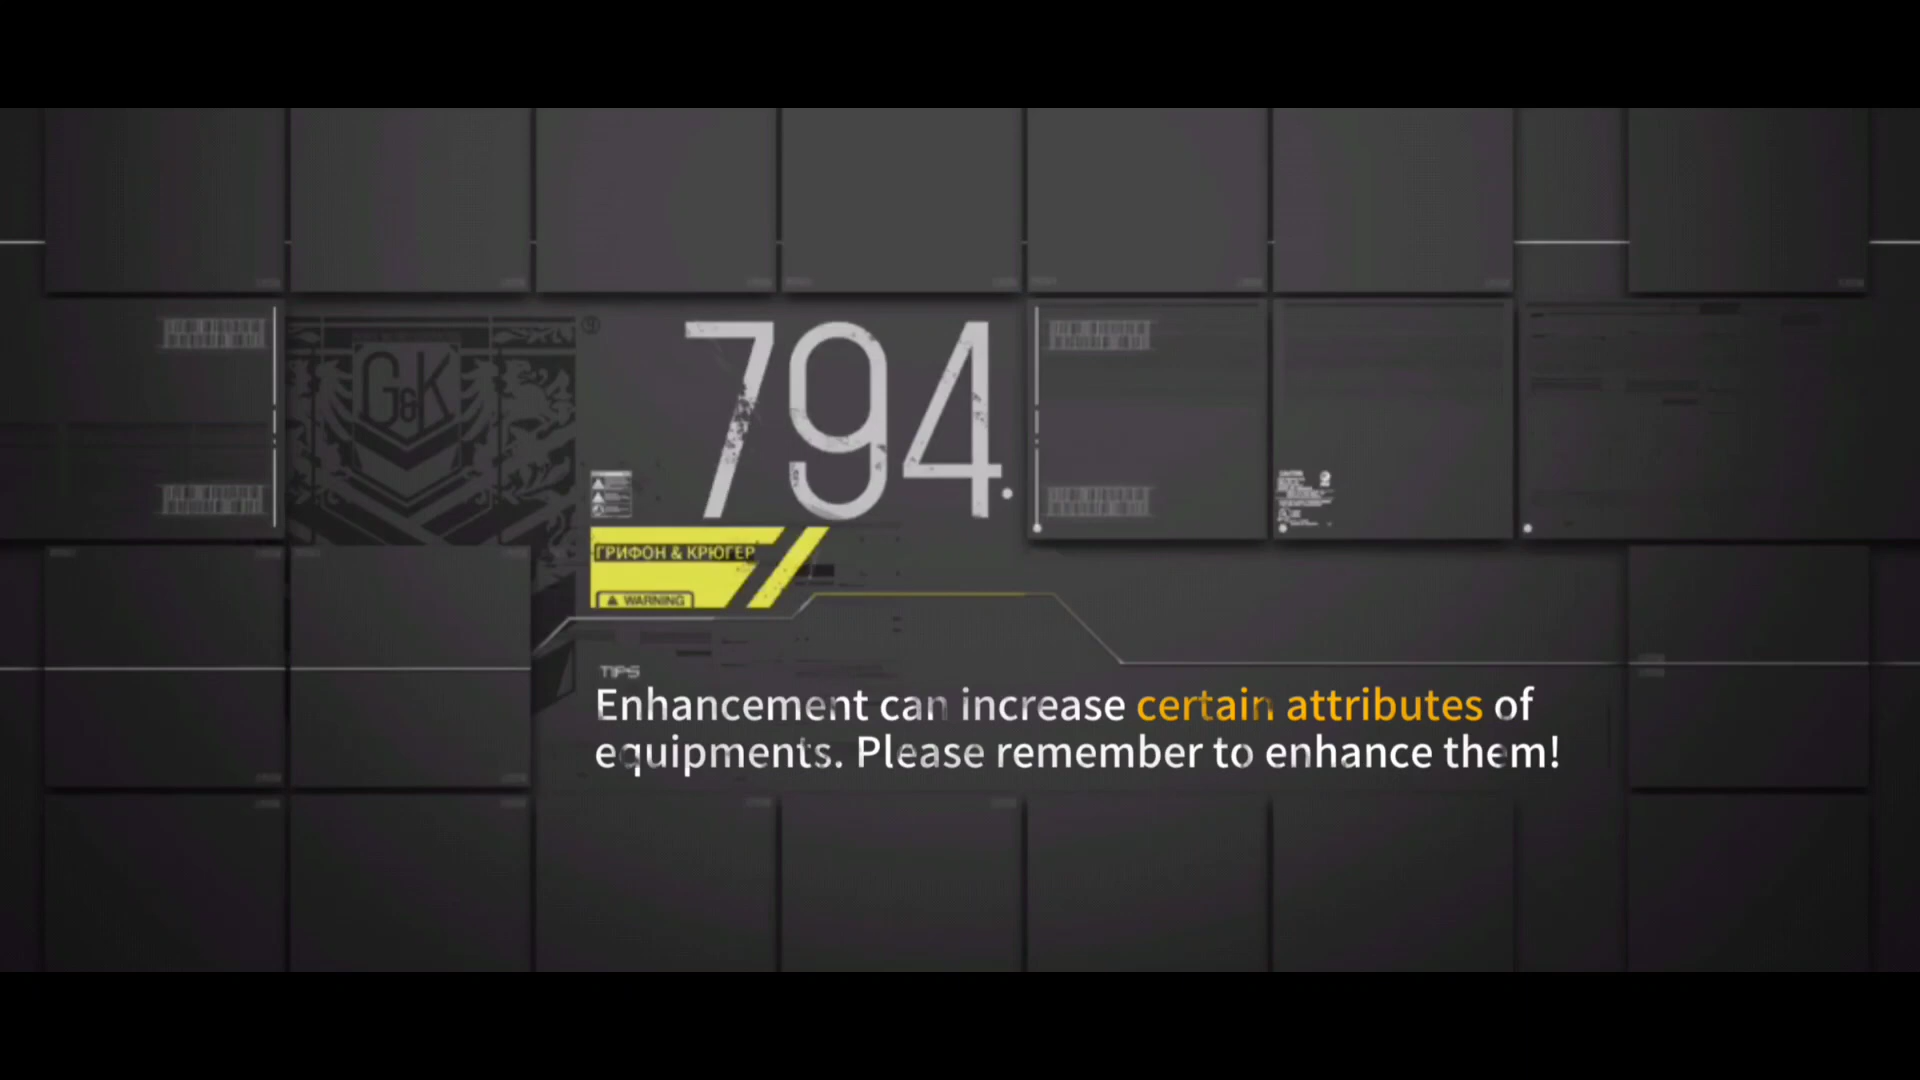 G&K
794.
ГРИФОН & КРЮГЕР
WARNING
TIPS
Enhancement can increase certain attributes of
equipments. Please remember to enhance them!